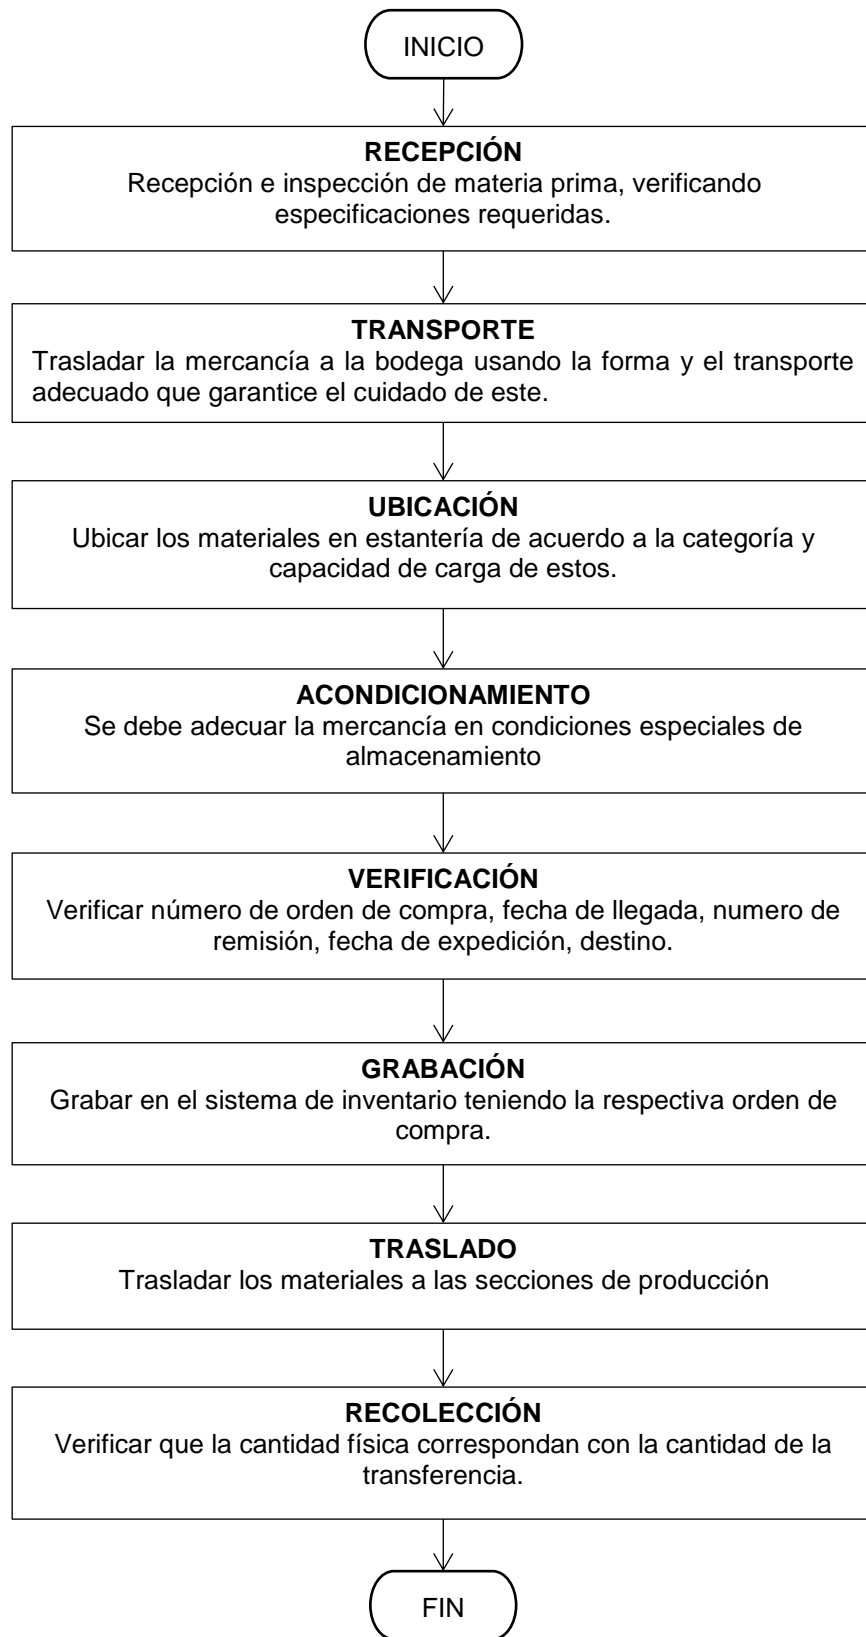 INICIO
RECEPCIÓN
Recepción e inspección de materia prima, verificando
especificaciones requeridas.
TRANSPORTE
Trasladar la mercancía a la bodega usando la forma y el transporte
adecuado que garantice el cuidado de este.
UBICACIÓN
Ubicar los materiales en estantería de acuerdo a la categoría y
capacidad de carga de estos.
ACONDICIONAMIENTO
Se debe adecuar la mercancía en condiciones especiales de
almacenamiento
VERIFICACIÓN
Verificar número de orden de compra, fecha de llegada, numero de
remisión, fecha de expedición, destino.
GRABACIÓN
Grabar en el sistema de inventario teniendo la respectiva orden de
compra.
TRASLADO
Trasladar los materiales a las secciones de producción
RECOLECCIÓN
Verificar que la cantidad física correspondan con la cantidad de la
transferencia.
FIN